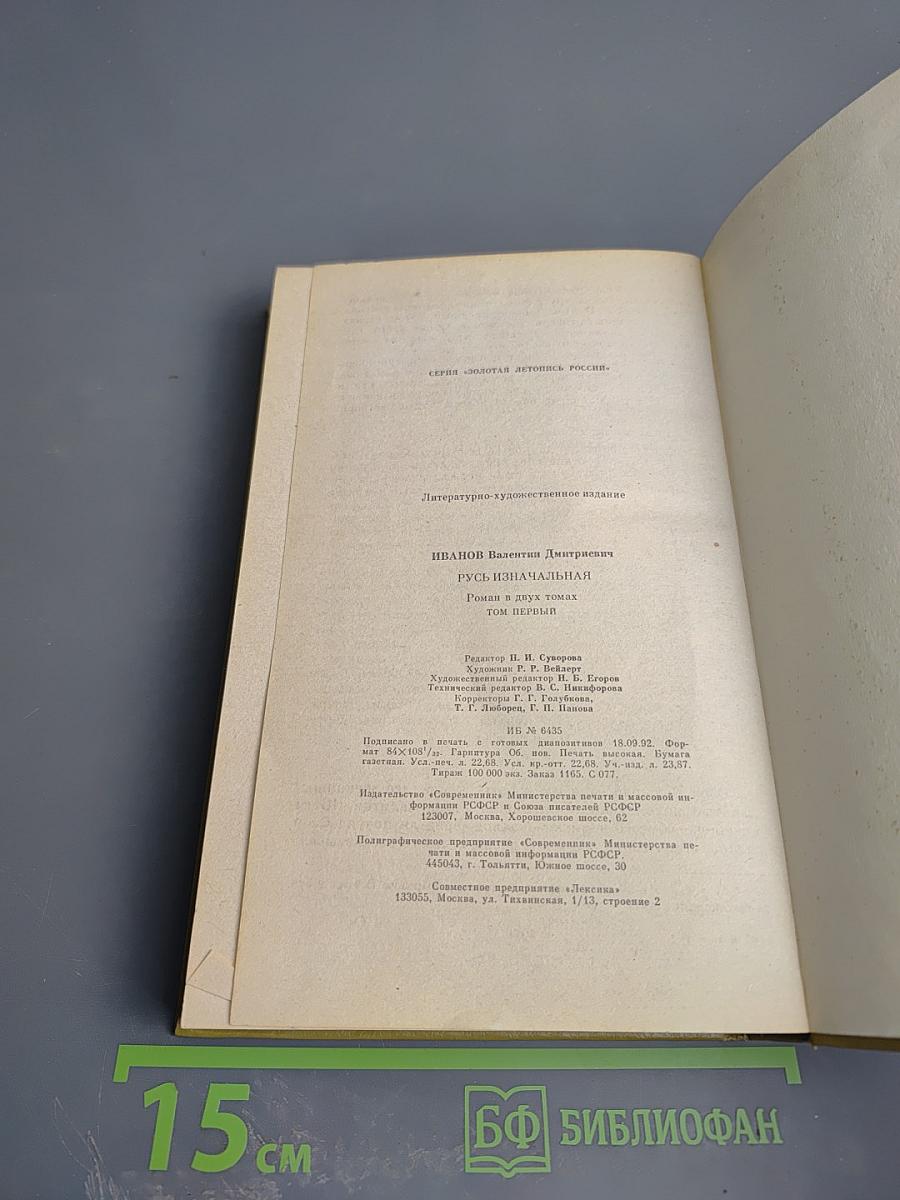 СЕРИЯ «ЗОЛОТАЯ ЛЕТОПИСЬ РОССИИ»
Литературно-художественное издание
ИВАНОВ Валентин Дмитриевич
РУСЬ ИЗНАЧАЛЬНАЯ
Роман в двух томах
ТОМ ПЕРВЫЙ
Редактор Н. И. Суворова
Художник Р. Р. Вейлерт
Художественный редактор Н. Б. Егоров
Технический редактор В. С. Никифорова
Корректоры Г. Г. Голубкова,
Т. Г. Люборец, Г. П. Панова
ИБ № 6435
Подписано в печать с готовых диапозитивов 18.09.92. Фор-
мат 84×108¹/₃₂. Гарнитура Об. нов. Печать высокая. Бумага
газетная. Усл.-печ. л. 22,68. Усл. кр.-отт. 22,68. Уч.-изд. л. 23,87.
Тираж 100 000 экз. Заказ 1165. С 077.
Издательство «Современник» Министерства печати и массовой ин-
формации РСФСР и Союза писателей РСФСР
123007, Москва, Хорошевское шоссе, 62
Полиграфическое предприятие «Современник» Министерства пе-
чати и массовой информации РСФСР.
445043, г. Тольятти, Южное шоссе, 30
Совместное предприятие «Лексика»
133055, Москва, ул. Тихвинская, 1/13, строение 2
15 см
БФ БИБЛИОФАН